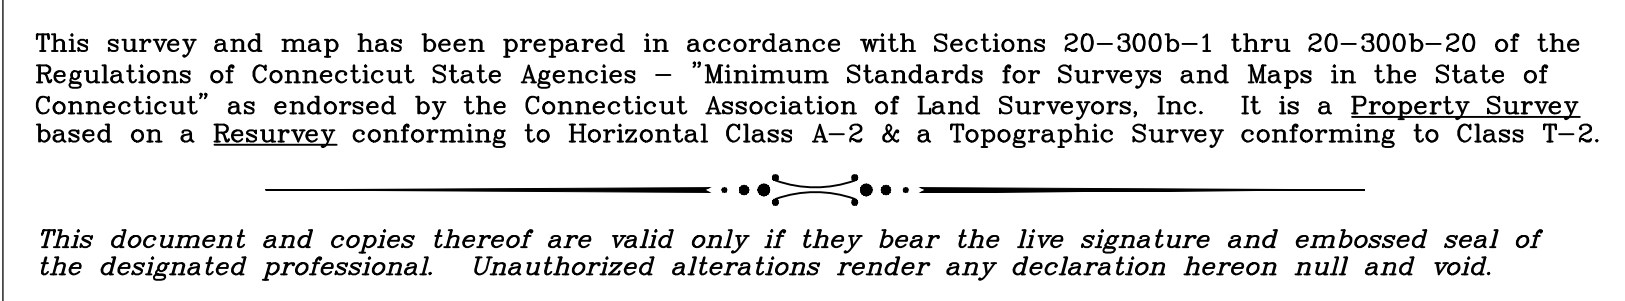 This survey and map has been prepared in accordance with Sections 20-300b-1 thru 20-300b-20 of the
Regulations of Connecticut State Agencies - "Minimum Standards for Surveys and Maps in the State of
Connecticut" as endorsed by the Connecticut Association of Land Surveyors, Inc. It is a Property Survey
based on a Resurvey conforming to Horizontal Class A-2 & a Topographic Survey conforming to Class T-2.
This document and copies thereof are valid only if they bear the live signature and embossed seal of
the designated professional. Unauthorized alterations render any declaration hereon null and void.